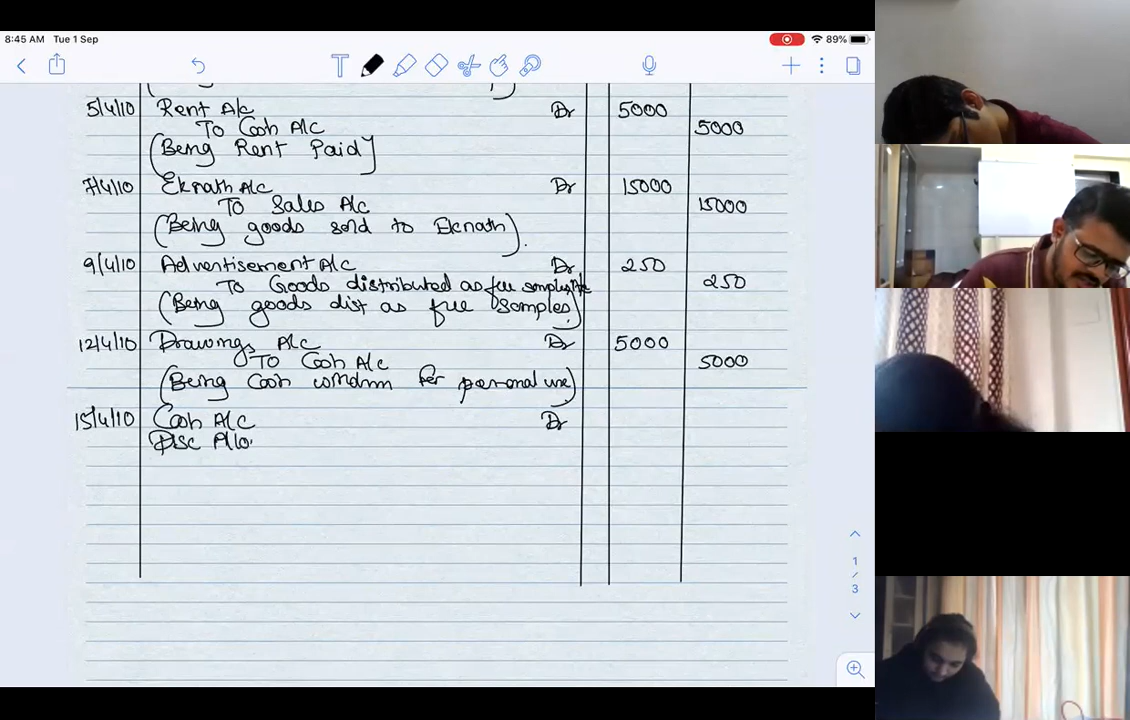 8:45 AM Tue 1 Sep
89%
5/4/10 Rent A/c Dr 5000
To Cash A/c 5000
(Being Rent Paid)
7/4/10 Eknath A/c Dr 15000
To Sales A/c 15000
(Being goods sold to Eknath).
9/4/10 Advertisement A/c Dr 250
To Goods distributed as free samples A/c 250
(Being goods dist as free samples).
12/4/10 Drawings A/c Dr 5000
To Cash A/c 5000
(Being Cash withdrn for personal use).
15/4/10 Cash A/c Dr
Disc Allo
1
/
3